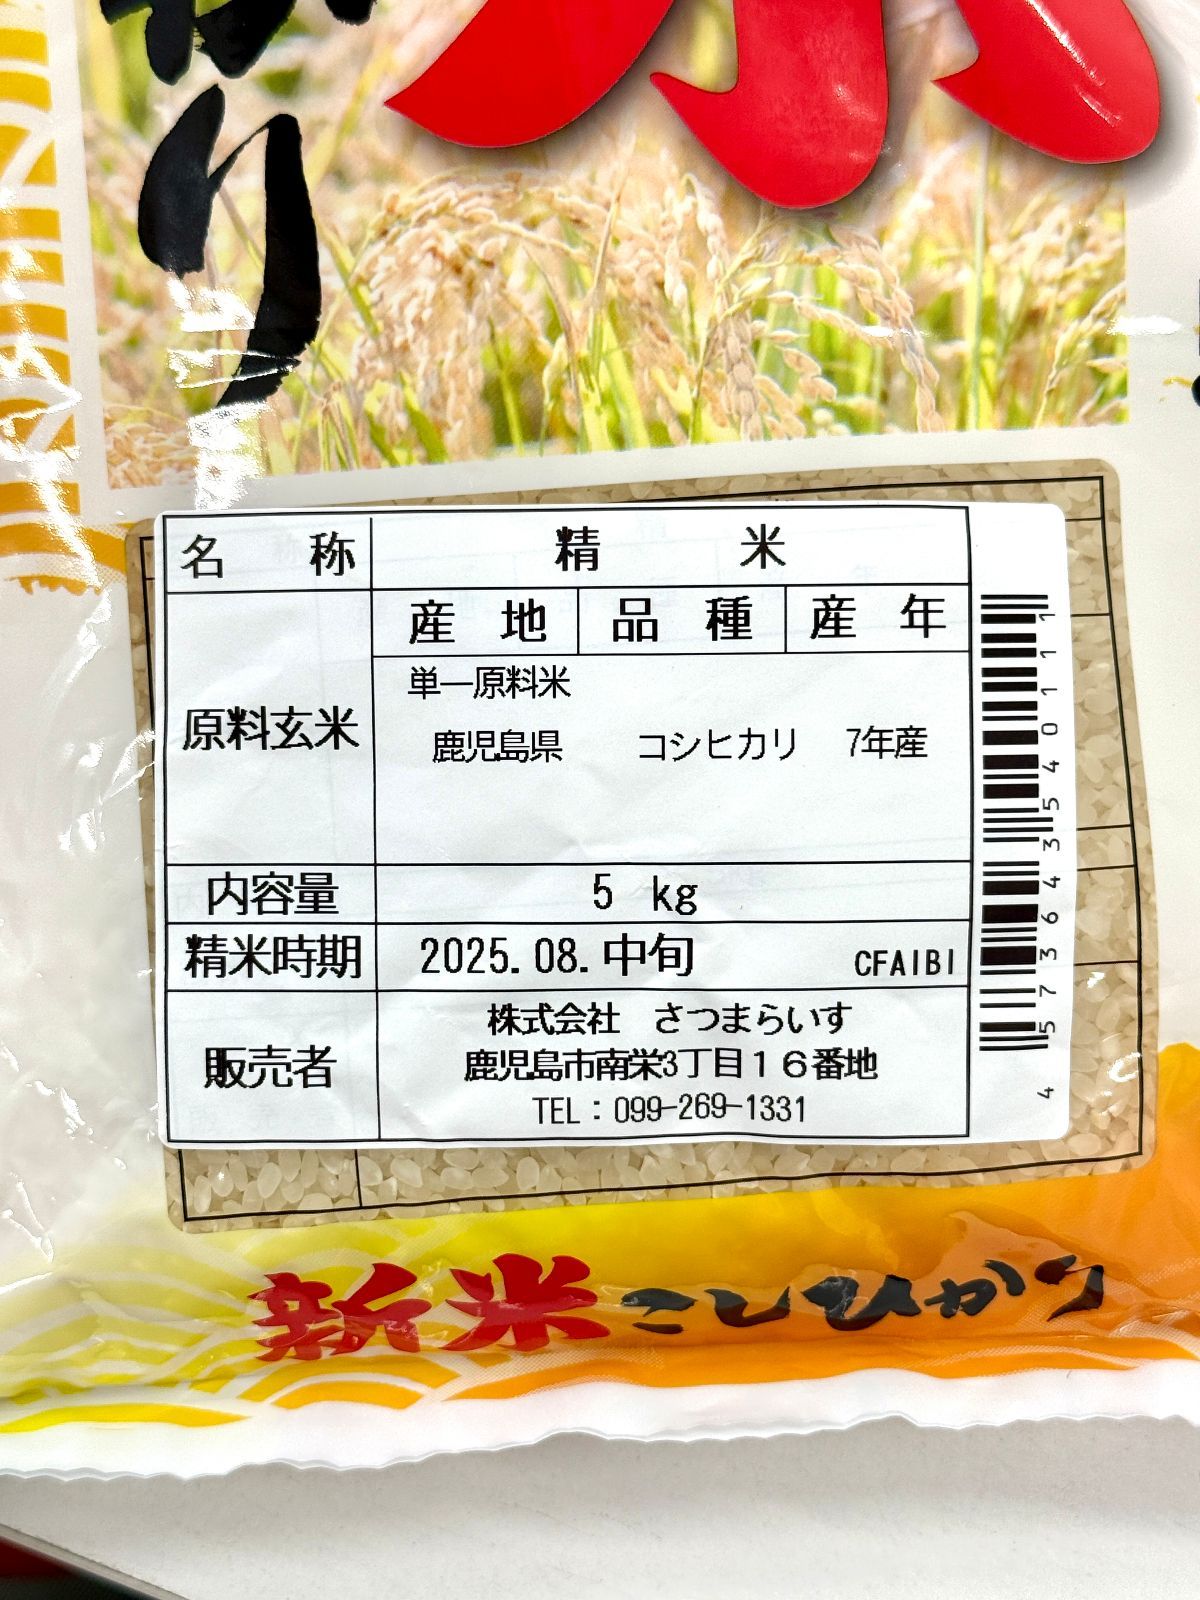 名　称　精　米
原料玄米　産　地　品　種　産　年
単一原料米
鹿児島県　コシヒカリ　7年産
内容量　5 kg
精米時期　2025.08.中旬　CFAIBI
販売者　株式会社　さつまらいす
鹿児島市南栄3丁目１６番地
TEL：099-269-1331
4 573643 540111
新米こしひかり